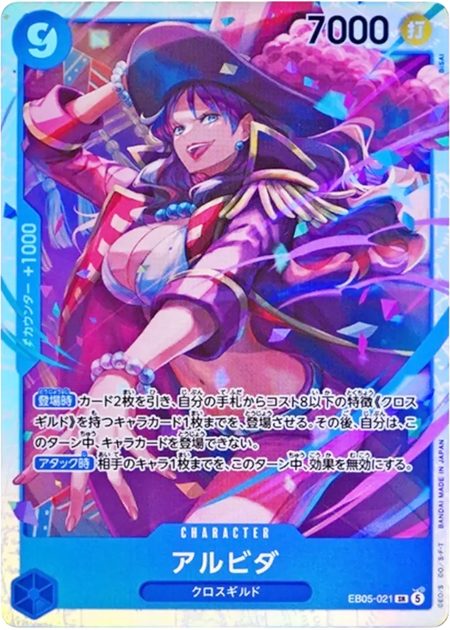 9
7000
打
BISAI
カウンター +1000
登場時 カード2枚を引き、自分の手札からコスト8以下の特徴《クロス
ギルド》を持つキャラカード1枚までを、登場させる。その後、自分は、こ
のターン中、キャラカードを登場できない。
アタック時 相手のキャラ1枚までを、このターン中、効果を無効にする。
CHARACTER
アルビダ
クロスギルド
EB05-021 SR 5
BANDAI MADE IN JAPAN